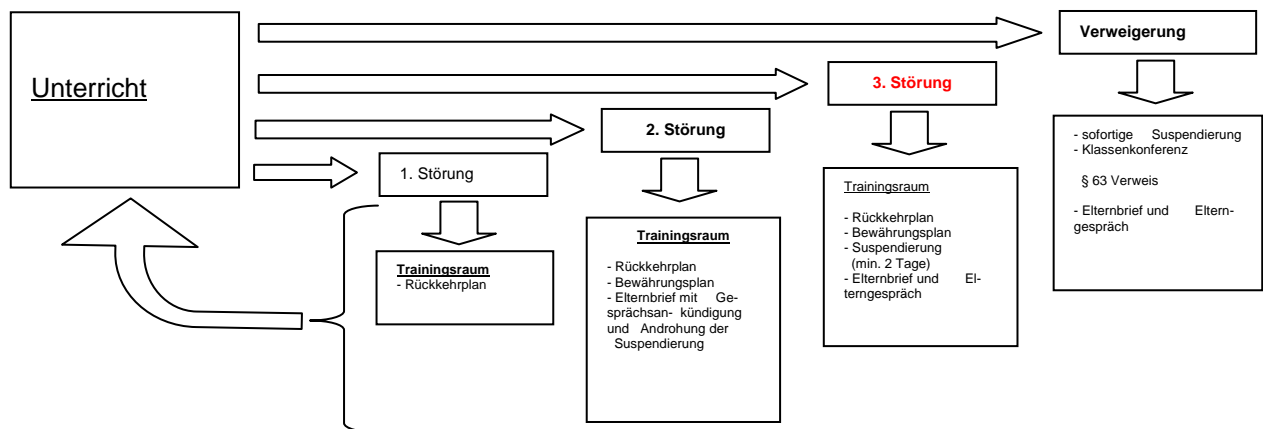 Unterricht
1. Störung
Trainingsraum
- Rückkehrplan
2. Störung
Trainingsraum
- Rückkehrplan
- Bewährungsplan
- Elternbrief mit Ge-
sprächsan- kündigung
und Androhung der
Suspendierung
3. Störung
Trainingsraum
- Rückkehrplan
- Bewährungsplan
- Suspendierung
(min. 2 Tage)
- Elternbrief und El-
terngespräch
Verweigerung
- sofortige Suspendierung
- Klassenkonferenz
§ 63 Verweis
- Elternbrief und Eltern-
gespräch